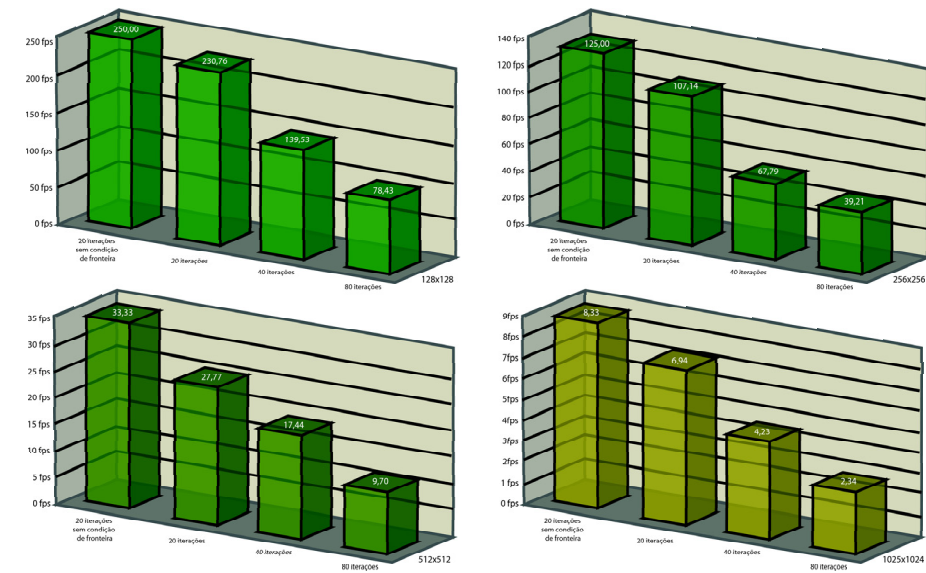 250 fps
200 fps
150 fps
100 fps
50 fps
0 fps
250,00
230,76
139,53
78,43
20 iterações
sem condição
de fronteira
20 iterações
40 iterações
80 iterações
128x128
140 fps
120 fps
100 fps
80 fps
60 fps
40 fps
20 fps
0 fps
125,00
107,14
67,79
39,21
20 iterações
sem condição
de fronteira
20 iterações
40 iterações
80 iterações
256x256
35 fps
30 fps
25 fps
20 fps
15 fps
10 fps
5 fps
0 fps
33,33
27,77
17,44
9,70
20 iterações
sem condição
de fronteira
20 iterações
40 iterações
80 iterações
512x512
9fps
8fps
7fps
6fps
5fps
4fps
3fps
2fps
1 fps
0 fps
8,33
6,94
4,23
2,34
20 iterações
sem condição
de fronteira
20 iterações
40 iterações
80 iterações
1025x1024